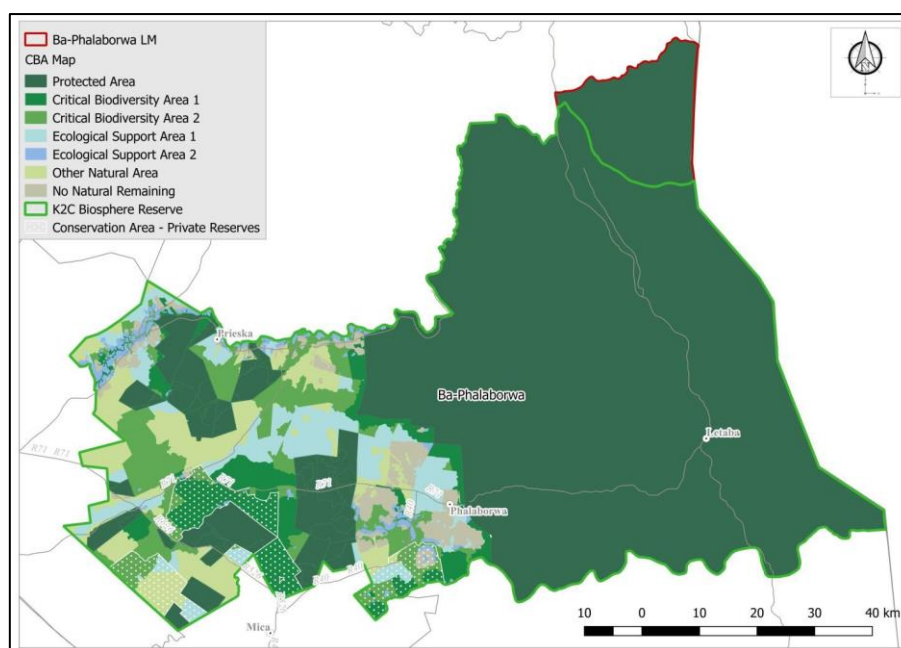 Ba-Phalaborwa LM
CBA Map
Protected Area
Critical Biodiversity Area 1
Critical Biodiversity Area 2
Ecological Support Area 1
Ecological Support Area 2
Other Natural Area
No Natural Remaining
K2C Biosphere Reserve
Conservation Area - Private Reserves
Prieska
Ba-Phalaborwa
Letaba
R71 R71
R71
Phalaborwa
R40
Mica
10 0 10 20 30 40 km